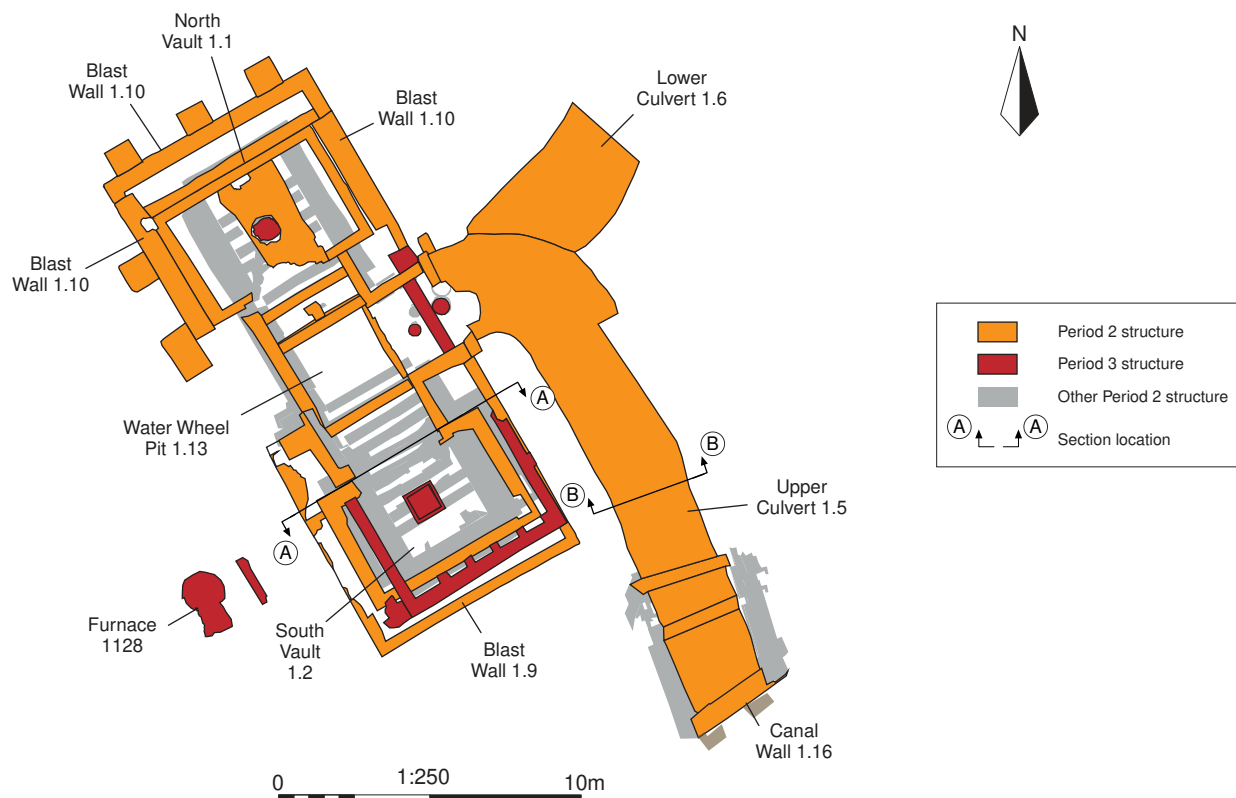 North
Vault 1.1
Blast
Wall 1.10
Blast
Wall 1.10
Lower
Culvert 1.6
N
Blast
Wall 1.10
Water Wheel
Pit 1.13
A
A
B
B
Upper
Culvert 1.5
Furnace
1128
South
Vault
1.2
Blast
Wall 1.9
Canal
Wall 1.16
Period 2 structure
Period 3 structure
Other Period 2 structure
A A Section location
0 1:250 10m